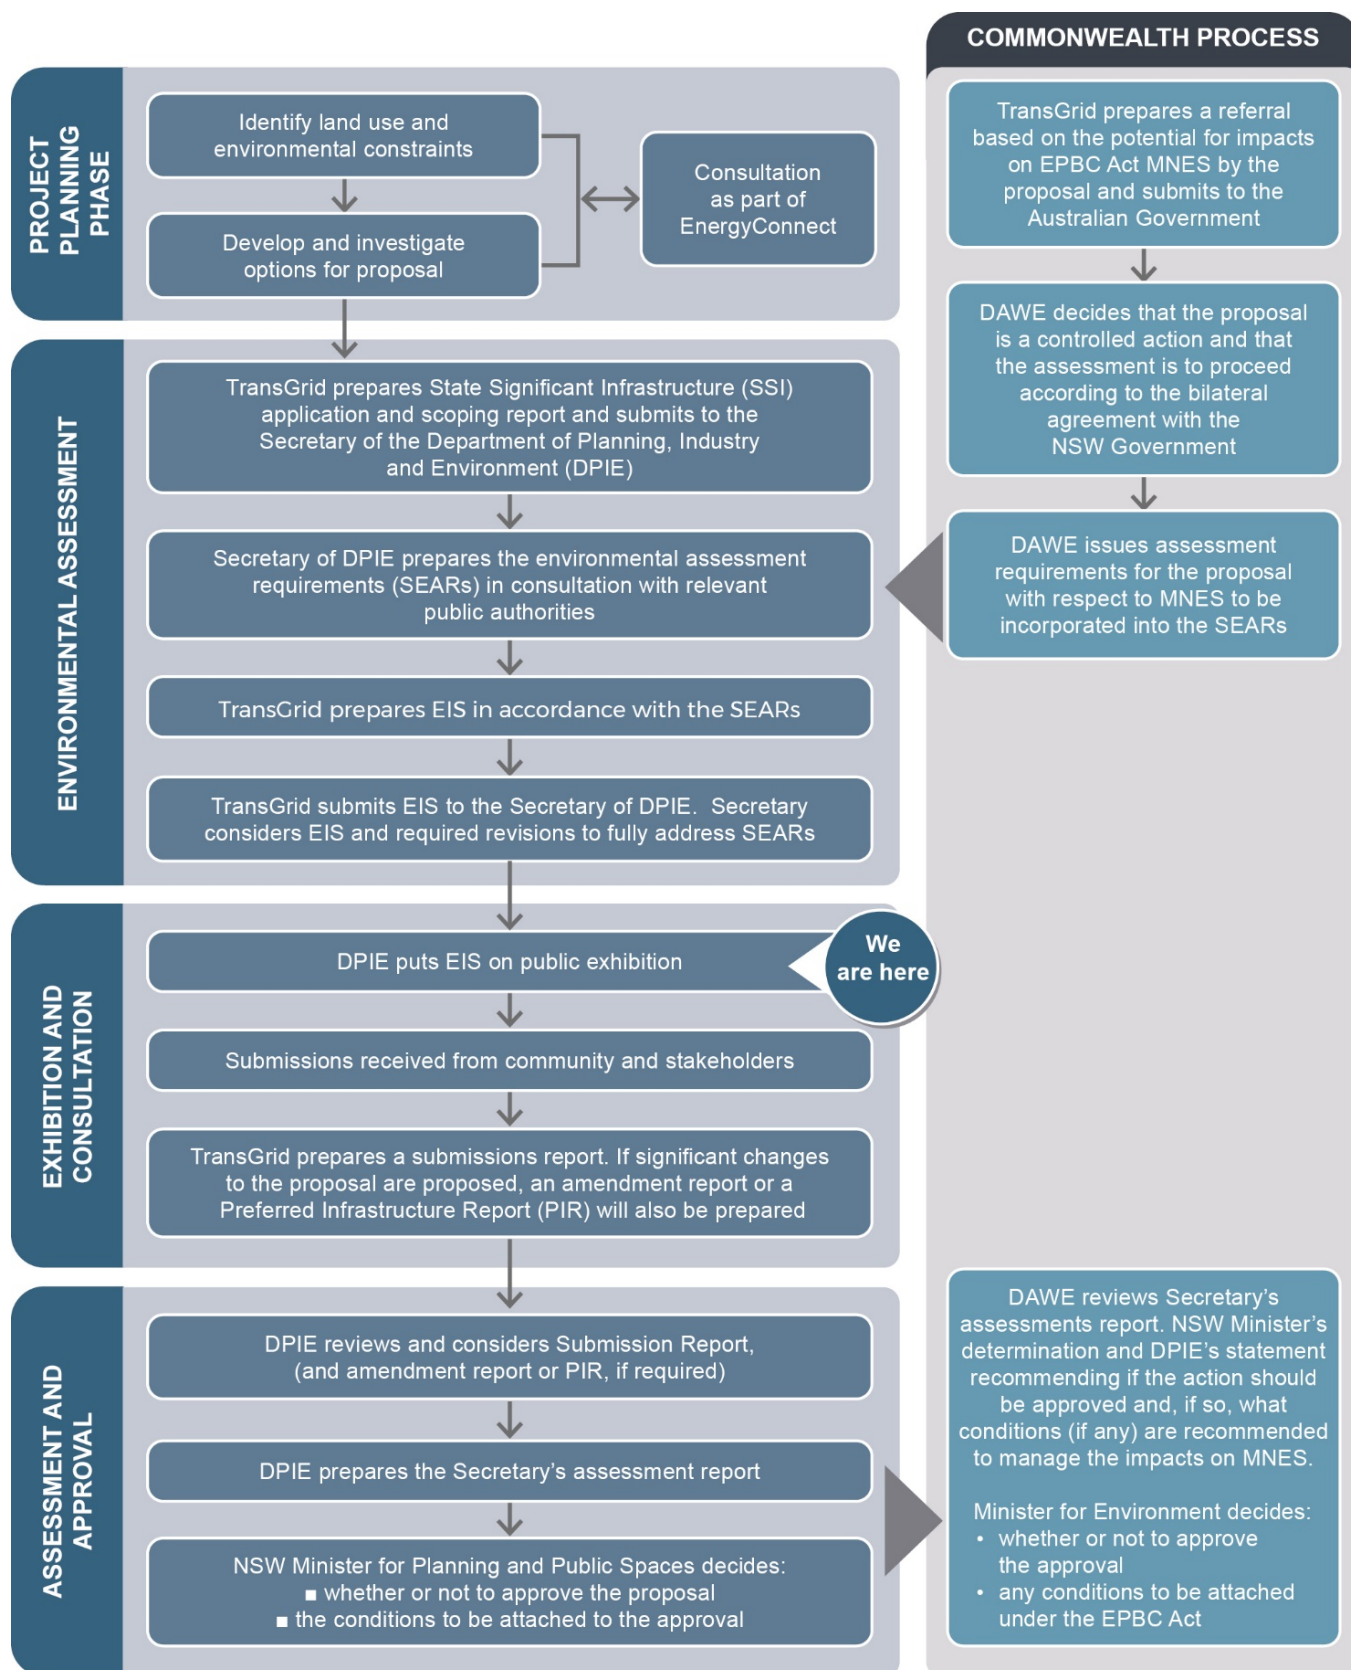 PROJECT
PLANNING
PHASE
Identify land use and
environmental constraints
Develop and investigate
options for proposal
Consultation
as part of
EnergyConnect
ENVIRONMENTAL ASSESSMENT
TransGrid prepares State Significant Infrastructure (SSI)
application and scoping report and submits to the
Secretary of the Department of Planning, Industry
and Environment (DPIE)
Secretary of DPIE prepares the environmental assessment
requirements (SEARs) in consultation with relevant
public authorities
TransGrid prepares EIS in accordance with the SEARs
TransGrid submits EIS to the Secretary of DPIE. Secretary
considers EIS and required revisions to fully address SEARs
EXHIBITION AND
CONSULTATION
DPIE puts EIS on public exhibition
We
are here
Submissions received from community and stakeholders
TransGrid prepares a submissions report. If significant changes
to the proposal are proposed, an amendment report or a
Preferred Infrastructure Report (PIR) will also be prepared
ASSESSMENT AND
APPROVAL
DPIE reviews and considers Submission Report,
(and amendment report or PIR, if required)
DPIE prepares the Secretary’s assessment report
NSW Minister for Planning and Public Spaces decides:
■ whether or not to approve the proposal
■ the conditions to be attached to the approval
COMMONWEALTH PROCESS
TransGrid prepares a referral
based on the potential for impacts
on EPBC Act MNES by the
proposal and submits to the
Australian Government
DAWE decides that the proposal
is a controlled action and that
the assessment is to proceed
according to the bilateral
agreement with the
NSW Government
DAWE issues assessment
requirements for the proposal
with respect to MNES to be
incorporated into the SEARs
DAWE reviews Secretary’s
assessments report. NSW Minister’s
determination and DPIE’s statement
recommending if the action should
be approved and, if so, what
conditions (if any) are recommended
to manage the impacts on MNES.
Minister for Environment decides:
• whether or not to approve
the approval
• any conditions to be attached
under the EPBC Act